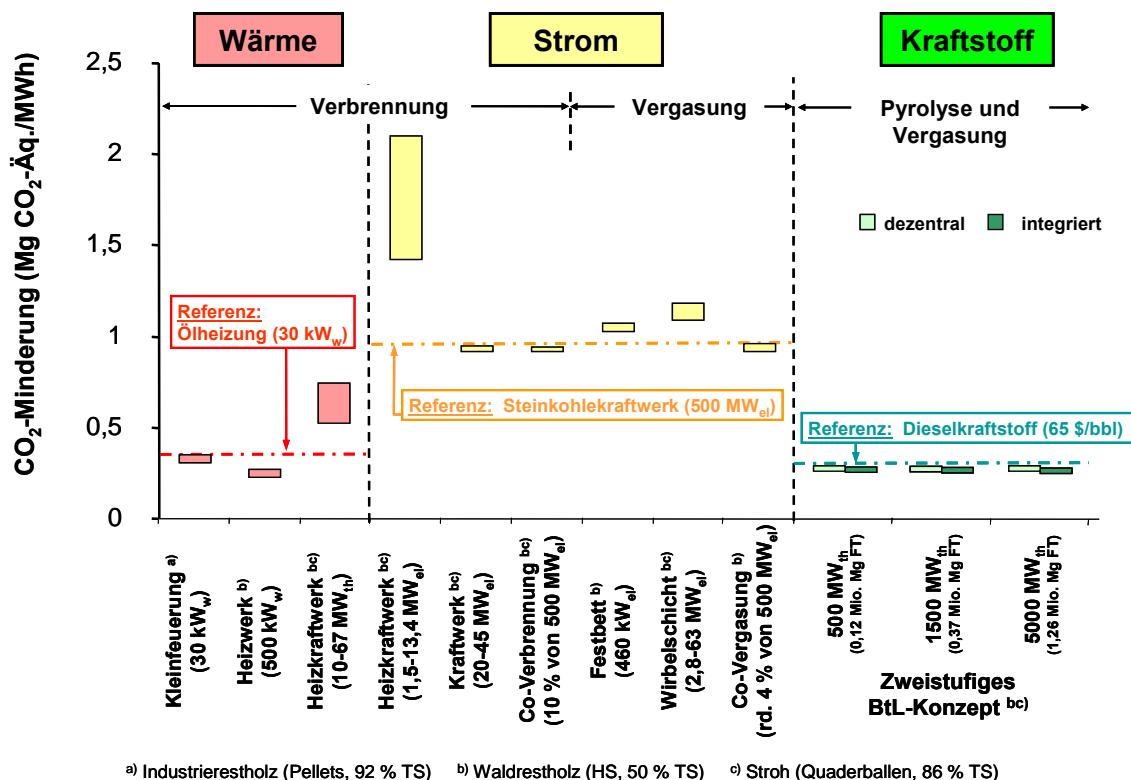 Wärme
Strom
Kraftstoff
CO2-Minderung (Mg CO2-Äq./MWh)
2,5
2
1,5
1
0,5
0
Verbrennung
Vergasung
Pyrolyse und
Vergasung
dezentral
integriert
Referenz:
Ölheizung (30 kWw)
Referenz: Steinkohlekraftwerk (500 MWel)
Referenz: Dieselkraftstoff (65 $/bbl)
Kleinfeuerung a)
(30 kWw)
Heizwerk b)
(500 kWw)
Heizkraftwerk bc)
(10-67 MWth)
Heizkraftwerk bc)
(1,5-13,4 MWel)
Kraftwerk bc)
(20-45 MWel)
Co-Verbrennung bc)
(10 % von 500 MWel)
Festbett b)
(460 kWel)
Wirbelschicht bc)
(2,8-63 MWel)
Co-Vergasung b)
(rd. 4 % von 500 MWel)
500 MWth
(0,12 Mio. Mg FT)
1500 MWth
(0,37 Mio. Mg FT)
5000 MWth
(1,26 Mio. Mg FT)
Zweistufiges
BtL-Konzept bc)
a) Industrierestholz (Pellets, 92 % TS) b) Waldrestholz (HS, 50 % TS) c) Stroh (Quaderballen, 86 % TS)